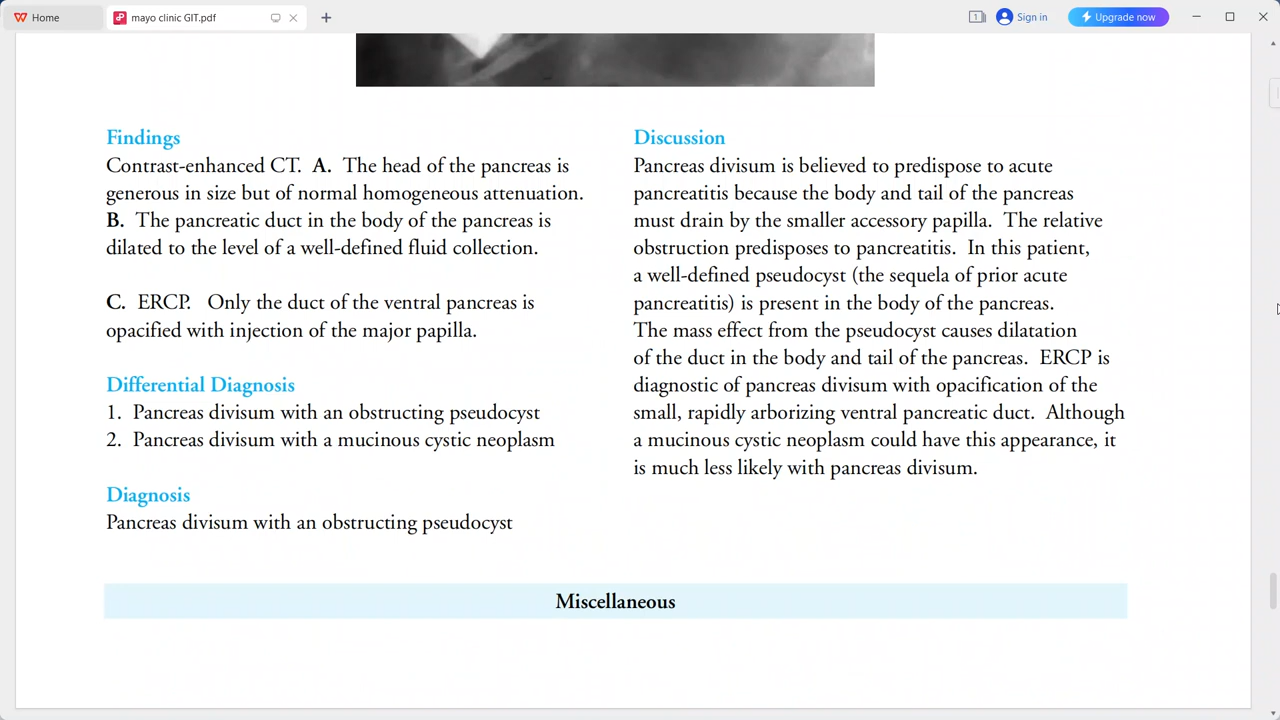 Home
mayo clinic GIT.pdf
1
Sign in
Upgrade now
Findings
Contrast-enhanced CT. A. The head of the pancreas is
generous in size but of normal homogeneous attenuation.
B. The pancreatic duct in the body of the pancreas is
dilated to the level of a well-defined fluid collection.
C. ERCP. Only the duct of the ventral pancreas is
opacified with injection of the major papilla.
Differential Diagnosis
1. Pancreas divisum with an obstructing pseudocyst
2. Pancreas divisum with a mucinous cystic neoplasm
Diagnosis
Pancreas divisum with an obstructing pseudocyst
Discussion
Pancreas divisum is believed to predispose to acute
pancreatitis because the body and tail of the pancreas
must drain by the smaller accessory papilla. The relative
obstruction predisposes to pancreatitis. In this patient,
a well-defined pseudocyst (the sequela of prior acute
pancreatitis) is present in the body of the pancreas.
The mass effect from the pseudocyst causes dilatation
of the duct in the body and tail of the pancreas. ERCP is
diagnostic of pancreas divisum with opacification of the
small, rapidly arborizing ventral pancreatic duct. Although
a mucinous cystic neoplasm could have this appearance, it
is much less likely with pancreas divisum.
Miscellaneous